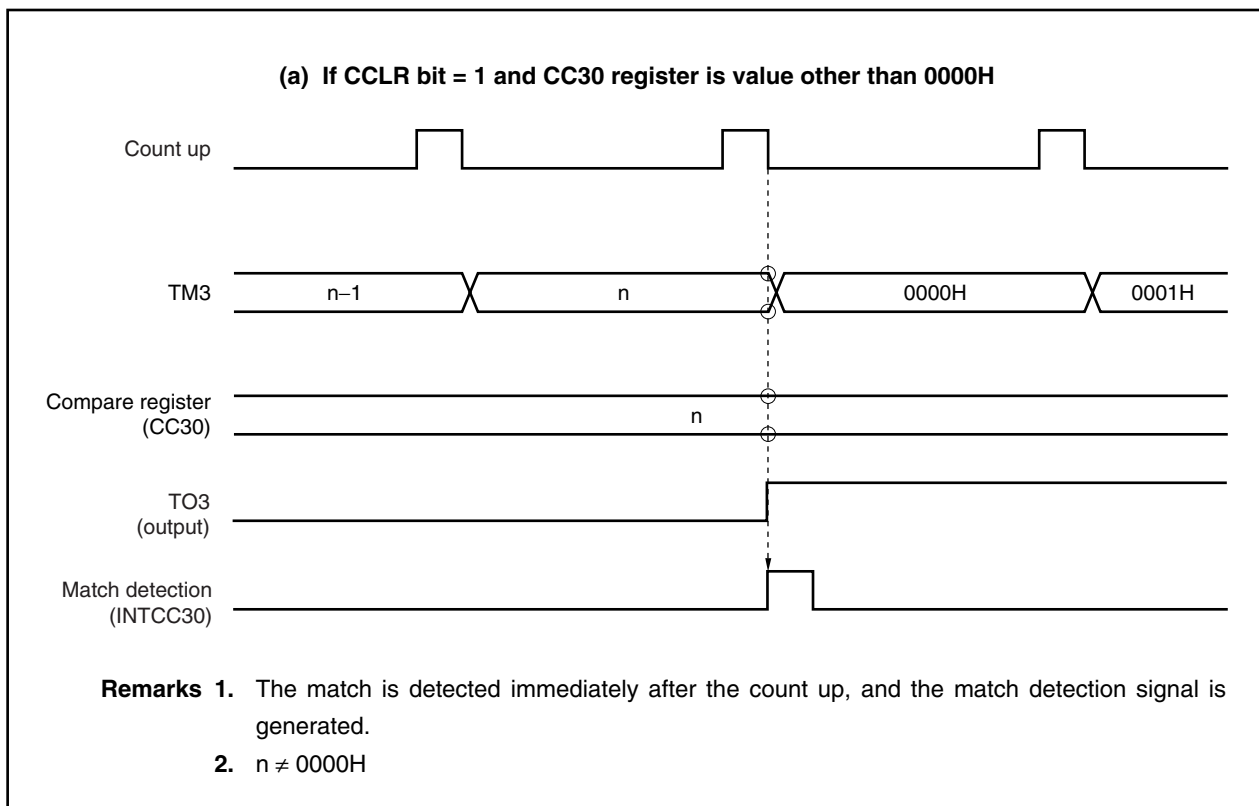 (a) If CCLR bit = 1 and CC30 register is value other than 0000H
Count up
TM3
n–1
n
0000H
0001H
Compare register
(CC30)
n
TO3
(output)
Match detection
(INTCC30)
Remarks 1. The match is detected immediately after the count up, and the match detection signal is
generated.
2. n ≠ 0000H